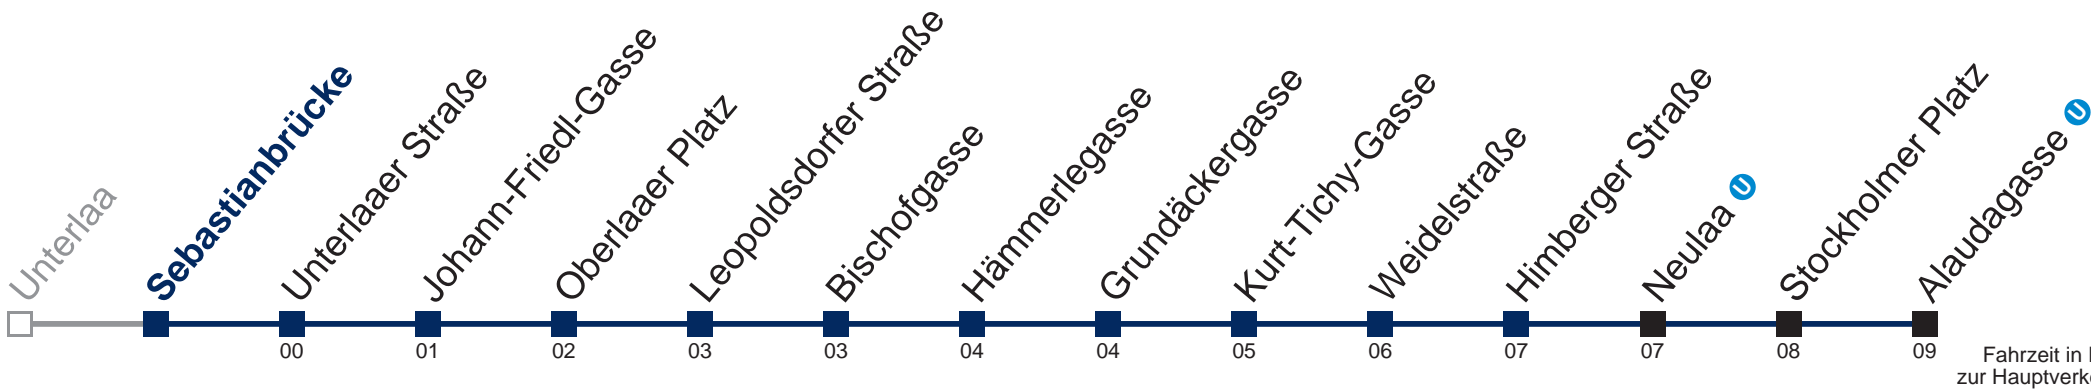 Unterlaa
Sebastianbrücke
Unterlaaer Straße
Johann-Friedl-Gasse
Oberlaaer Platz
Leopoldsdorfer Straße
Bischofgasse
Hämmerlegasse
Grundäckergasse
Kurt-Tichy-Gasse
Weidelstraße
Himberger Straße
Neulaa U
Stockholmer Platz
Alaudagasse U
00 01 02 03 03 04 04 05 06 07 07 08 09
Fahrzeit in
zur